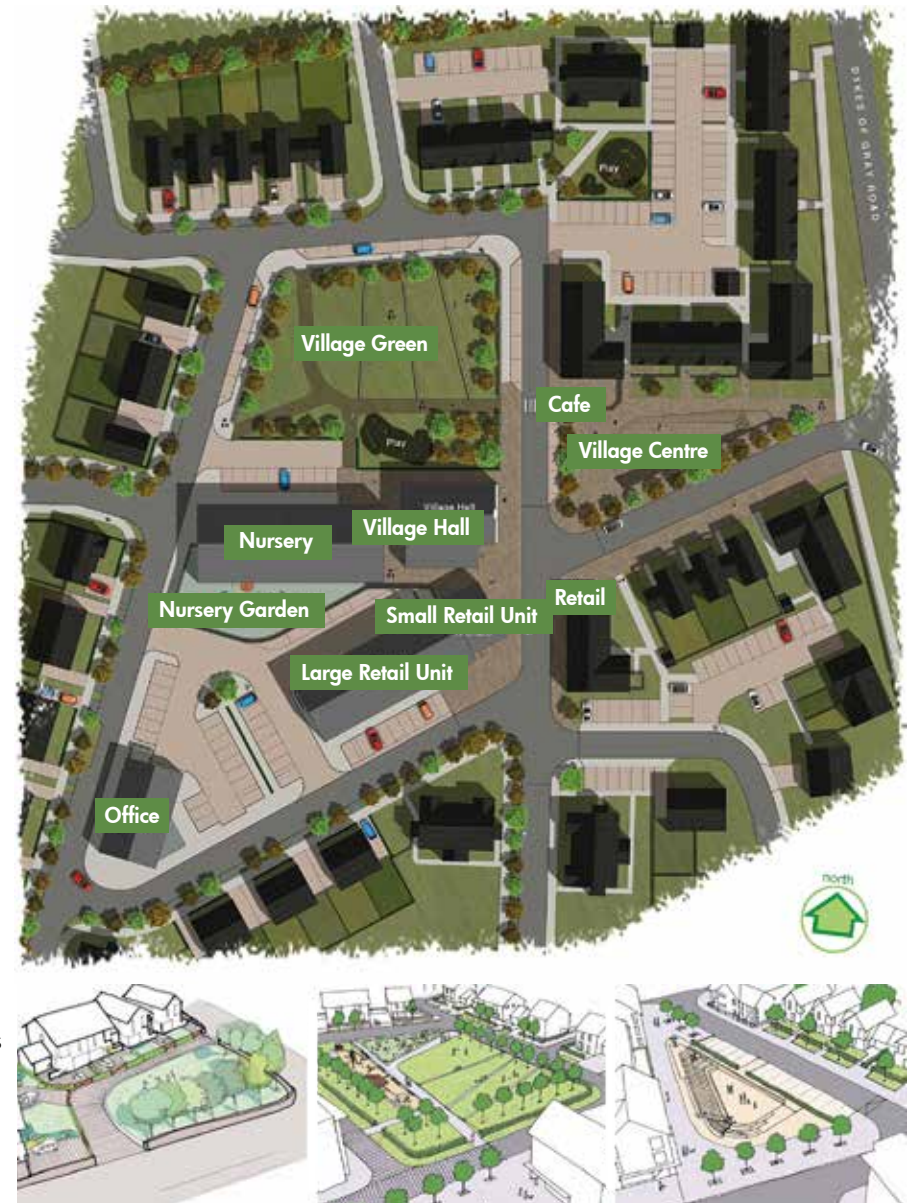 DYKES OF GRAY ROAD
Play
Village Green
Cafe
Village Centre
Play
Village Hall
Village Hall
Nursery
Retail
Nursery Garden
Small Retail Unit
Large Retail Unit
Office
north